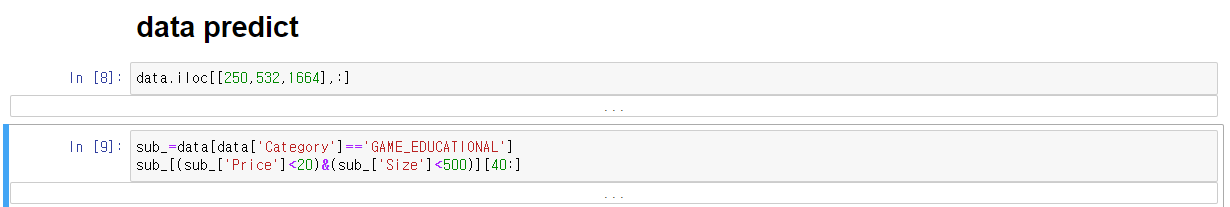 data predict
In [8]: data.iloc[[250,532,1664],:]
...
In [9]: sub_=data[data['Category']=='GAME_EDUCATIONAL']
sub_[(sub_['Price']<20)&(sub_['Size']<500)][40:]
...